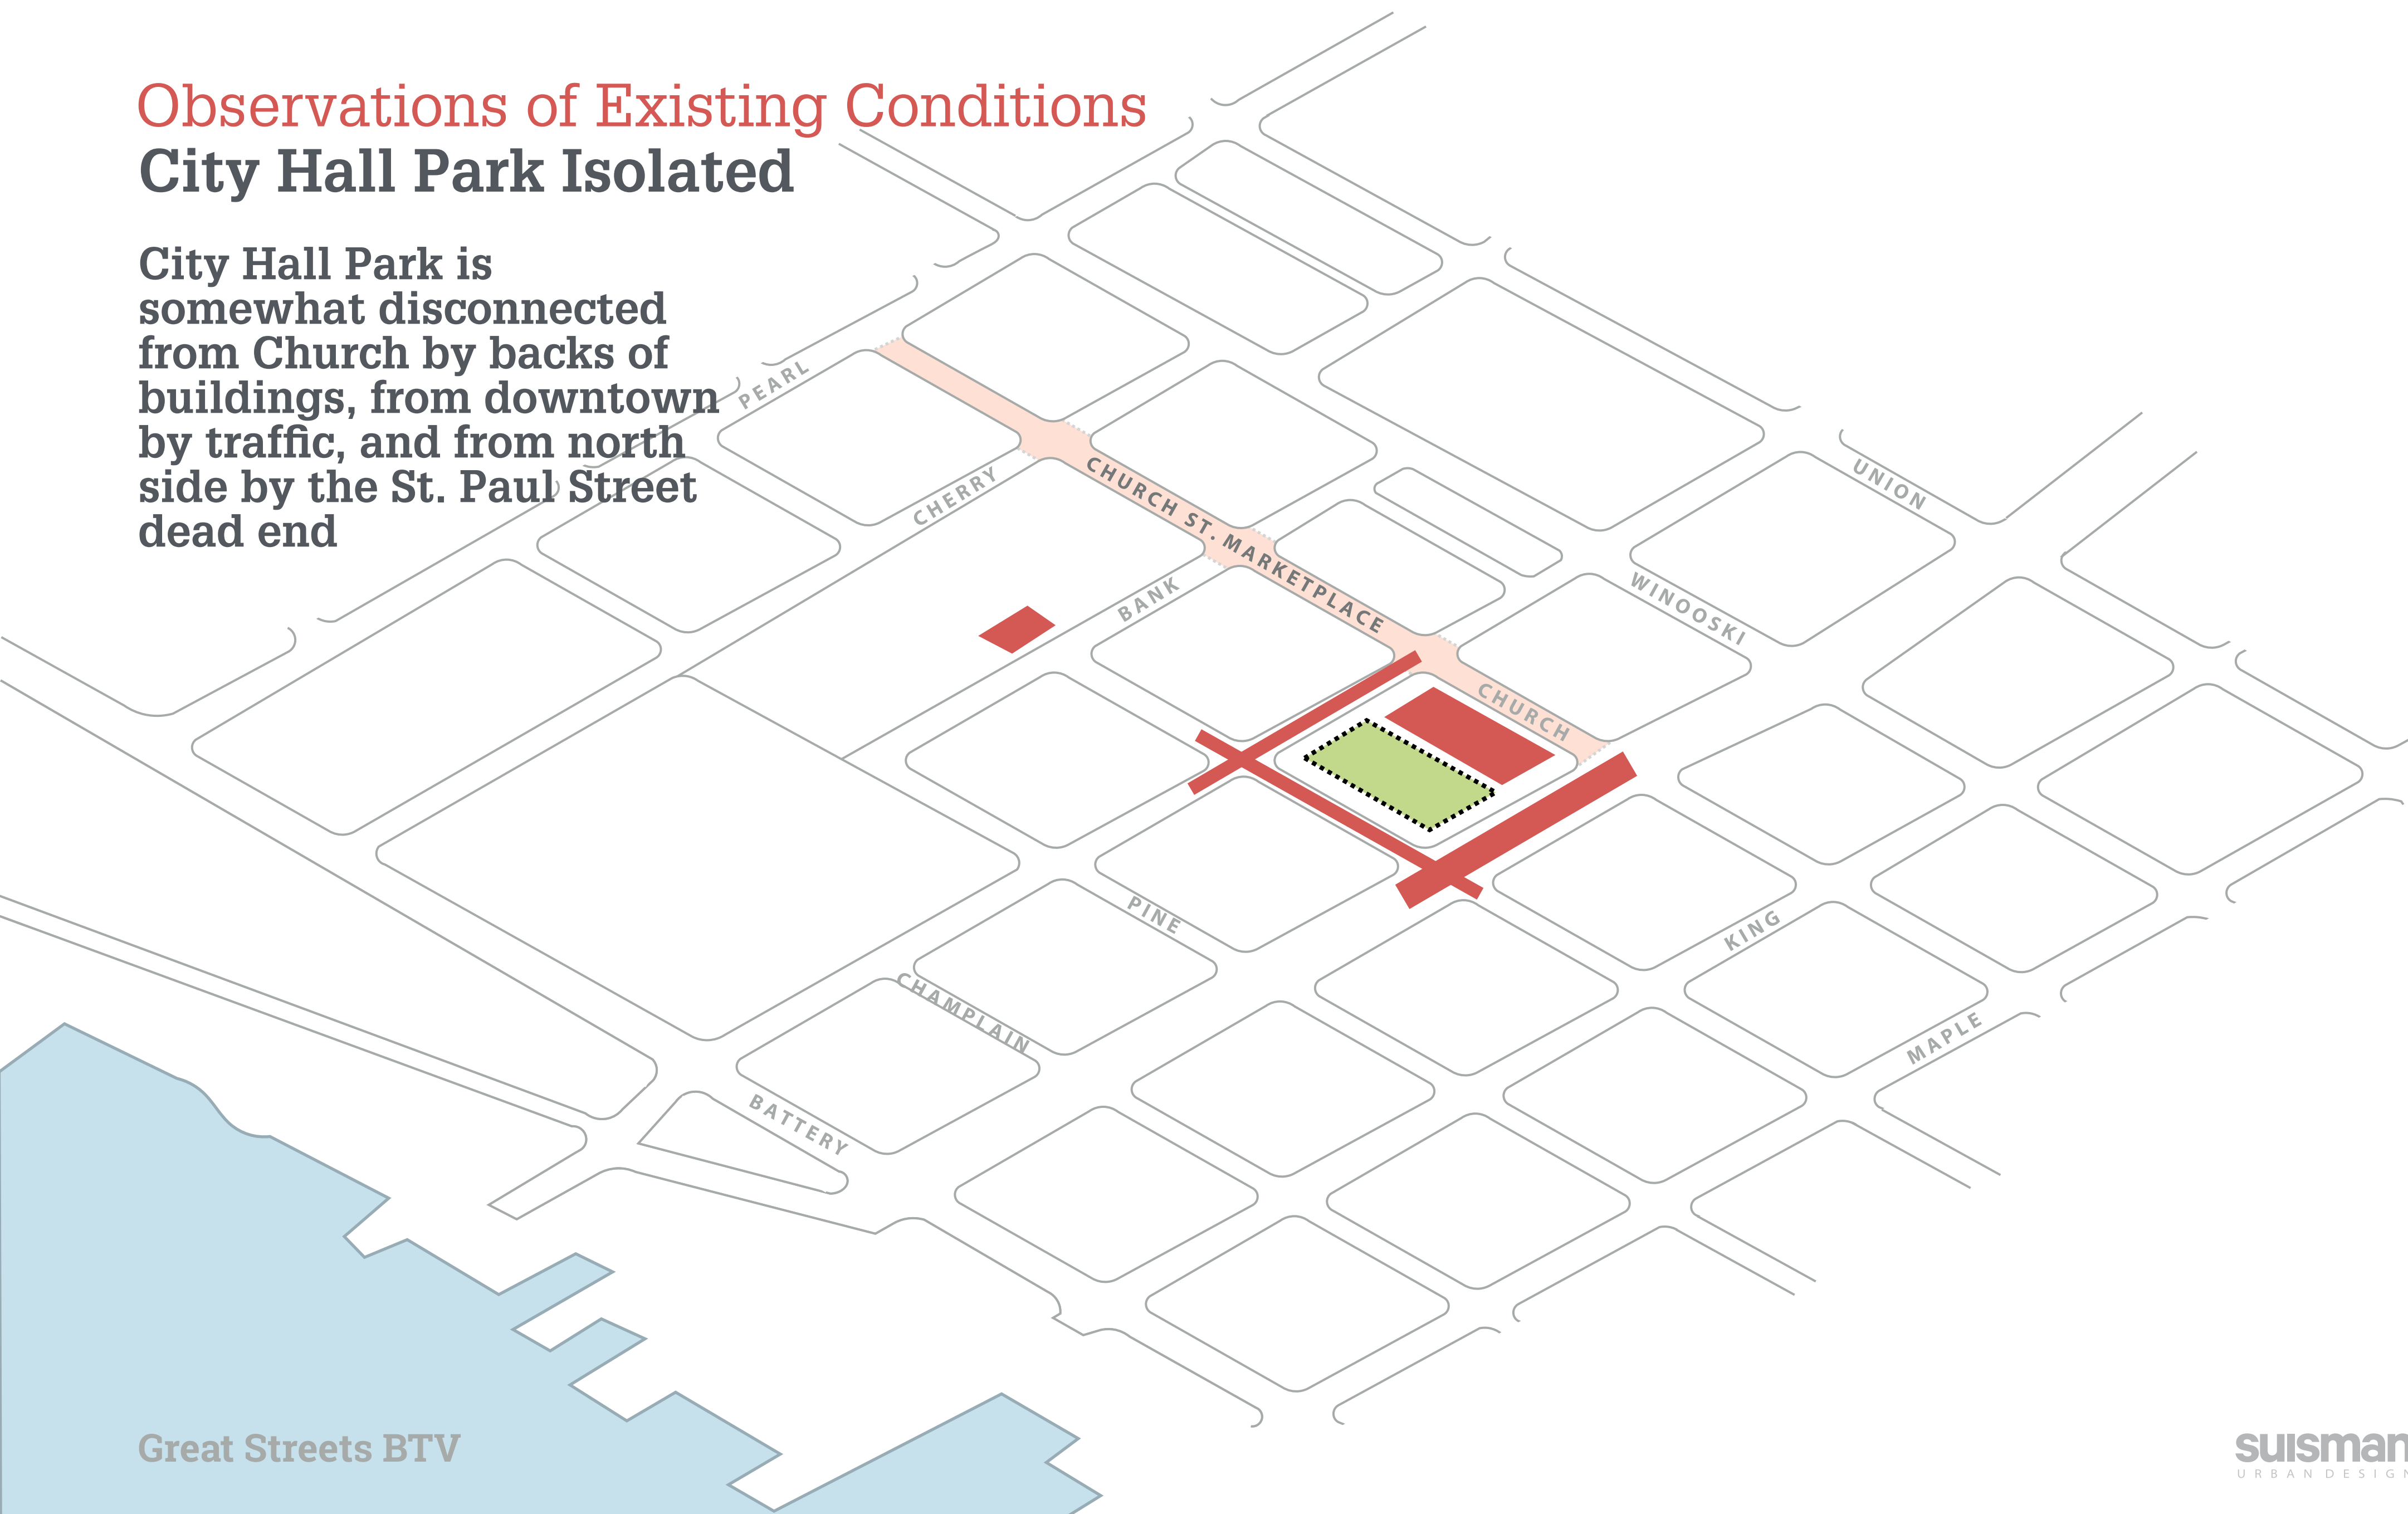 Observations of Existing Conditions
City Hall Park Isolated
City Hall Park is
somewhat disconnected
from Church by backs of
buildings, from downtown
by traffic, and from north
side by the St. Paul Street
dead end
PEARL
CHERRY
BANK
CHURCH ST. MARKETPLACE
CHURCH
UNION
WINOOSKI
PINE
CHAMPLAIN
BATTERY
KING
MAPLE
Great Streets BTV
suisman
URBAN DESIGN